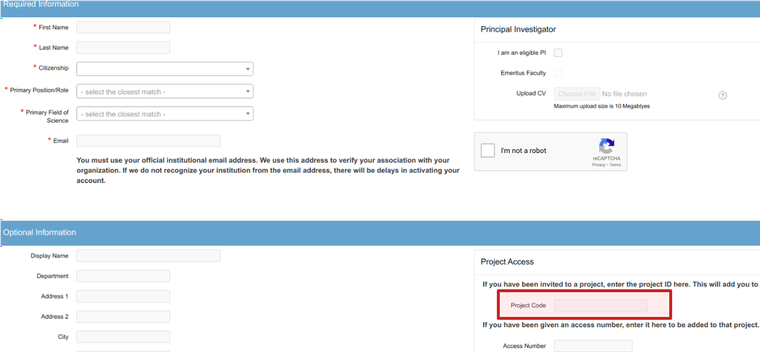 Required Information
* First Name
* Last Name
* Citizenship
* Primary Position/Role
- select the closest match -
* Primary Field of
Science
- select the closest match -
* Email
You must use your official institutional email address. We use this address to verify your association with your
organization. If we do not recognize your institution from the email address, there will be delays in activating your
account.
Principal Investigator
I am an eligible PI
Emeritus Faculty
Upload CV
Choose File No file chosen
?
Maximum upload size is 10 Megabtyes
I'm not a robot
reCAPTCHA
Privacy - Terms
Optional Information
Display Name
Department
Address 1
Address 2
City
Project Access
If you have been invited to a project, enter the project ID here. This will add you to
Project Code
If you have been given an access number, enter it here to be added to that project.
Access Number